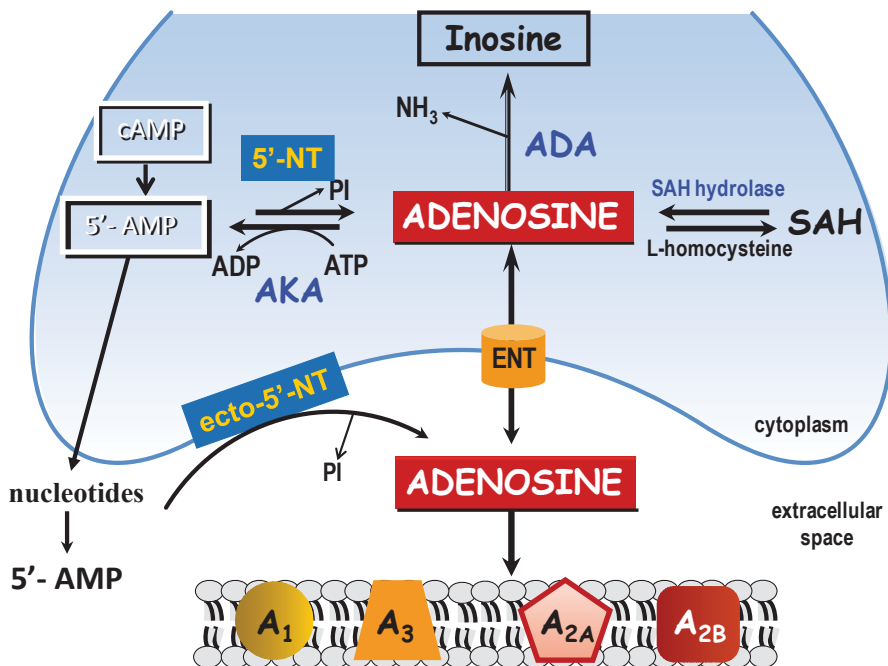 Inosine
NH3
ADA
cAMP
5’-NT
PI
5’- AMP
ADP
ATP
AKA
ADENOSINE
SAH hydrolase
L-homocysteine
SAH
ENT
ecto-5’-NT
PI
cytoplasm
nucleotides
5’- AMP
ADENOSINE
extracellular
space
A1
A3
A2A
A2B